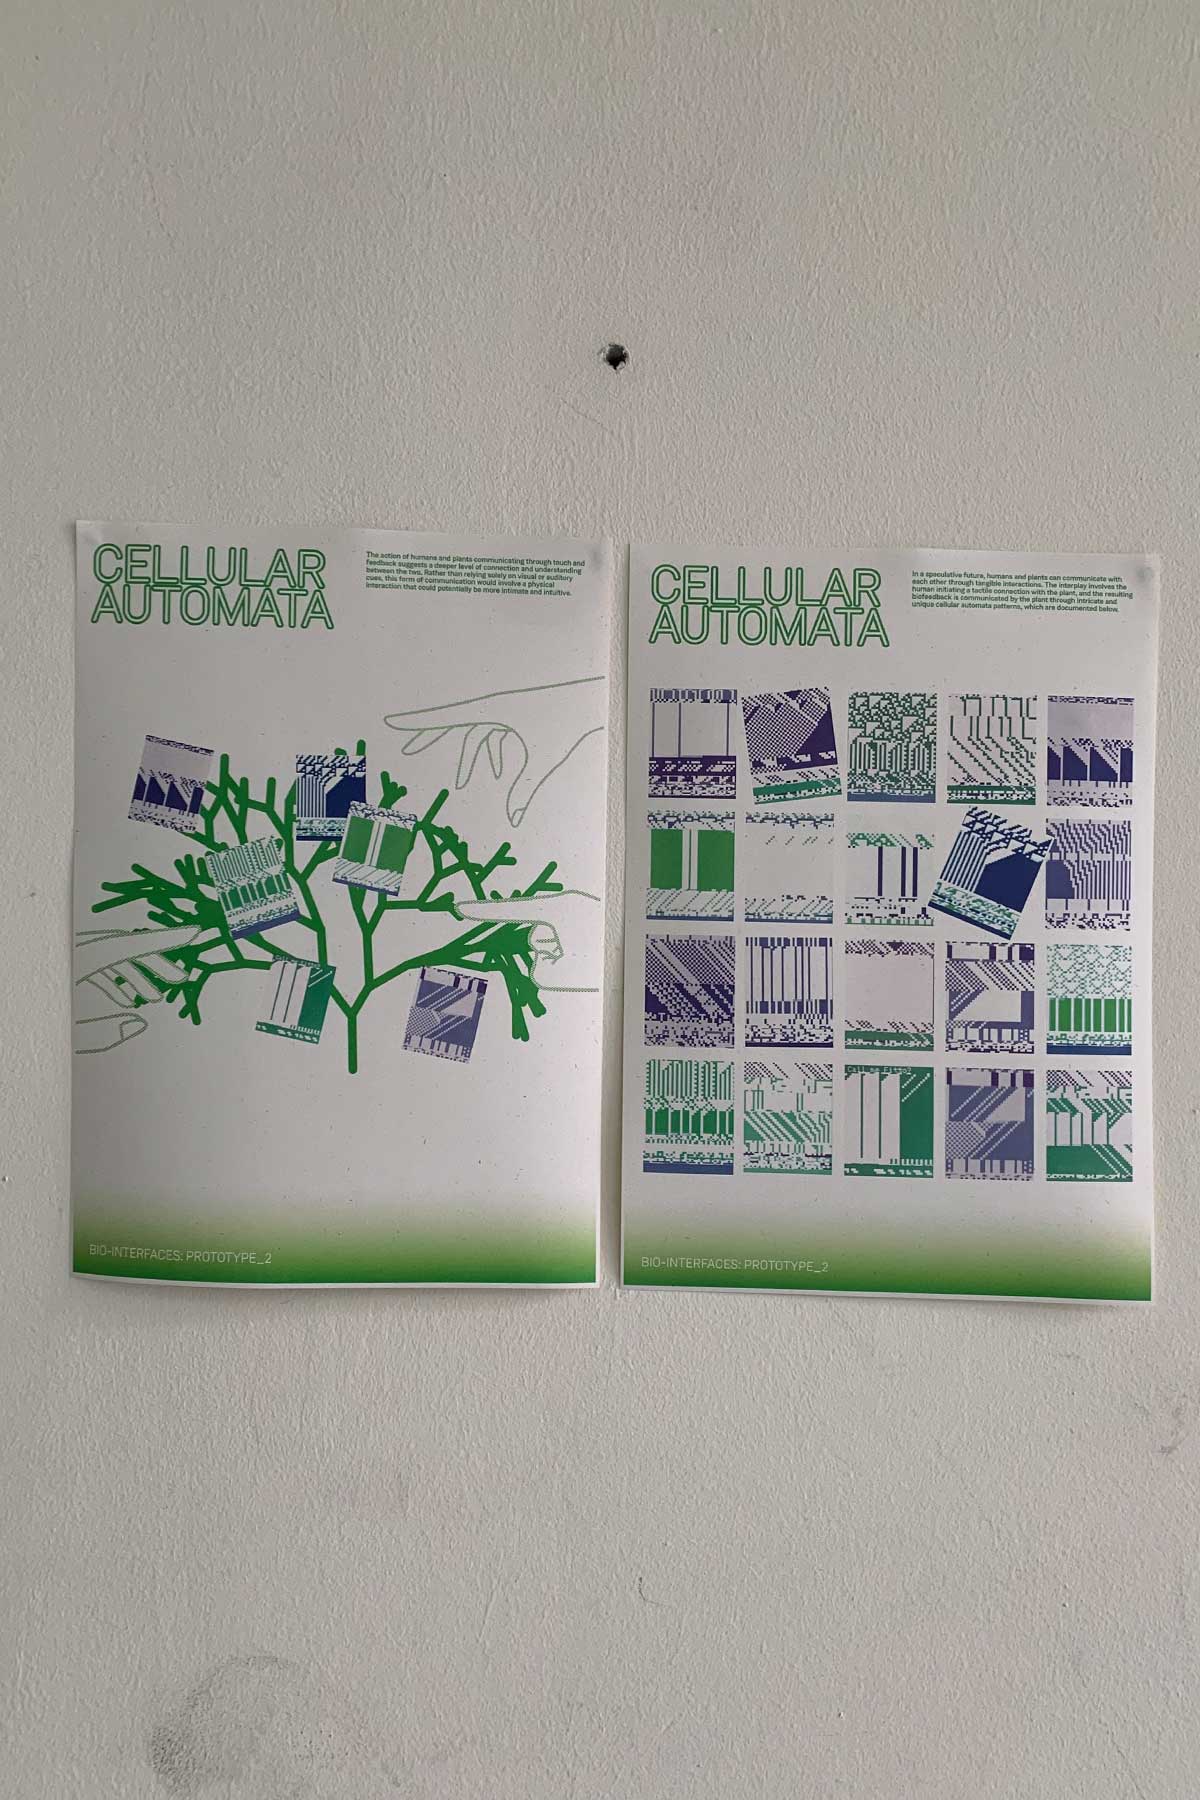 CELLULAR
AUTOMATA
The action of humans and plants communicating through touch and
feedback suggests a deeper level of connection and understanding
between the two. Rather than relying solely on visual or auditory
cues, this form of communication would involve a physical
interaction that could potentially be more intimate and intuitive.
BIO-INTERFACES: PROTOTYPE_2
CELLULAR
AUTOMATA
In a speculative future, humans and plants can communicate with
each other through tangible interactions. The interplay involves the
human initiating a tactile connection with the plant, and the resulting
biofeedback is communicated by the plant through intricate and
unique cellular automata patterns, which are documented below.
Call me
BIO-INTERFACES: PROTOTYPE_2